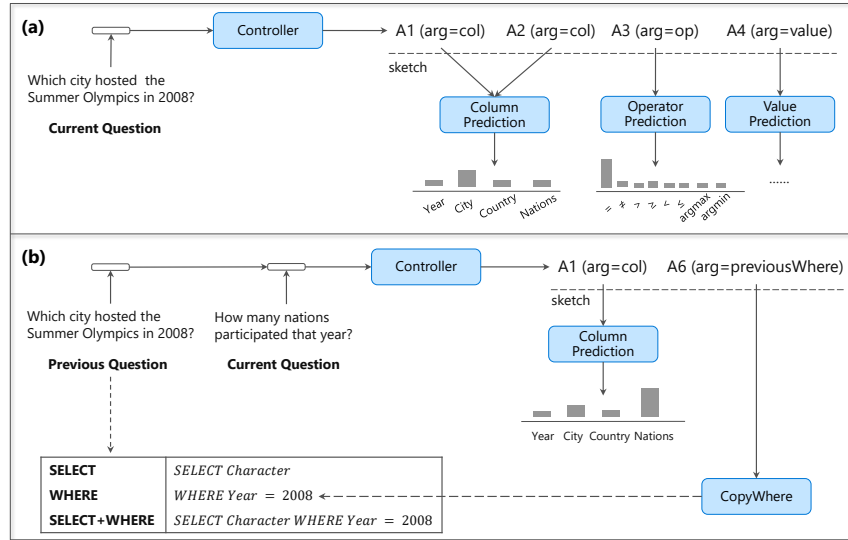 (a)
Controller
A1 (arg=col) A2 (arg=col) A3 (arg=op) A4 (arg=value)
sketch
Which city hosted the
Summer Olympics in 2008?
Current Question
Column
Prediction
Operator
Prediction
Value
Prediction
......
Year City Country Nations
= ≠ > ≥ < ≤ argmax argmin
(b)
Controller
A1 (arg=col) A6 (arg=previousWhere)
sketch
Which city hosted the
Summer Olympics in 2008?
Previous Question
How many nations
participated that year?
Current Question
Column
Prediction
Year City Country Nations
SELECT SELECT Character
WHERE WHERE Year = 2008
SELECT+WHERE SELECT Character WHERE Year = 2008
CopyWhere